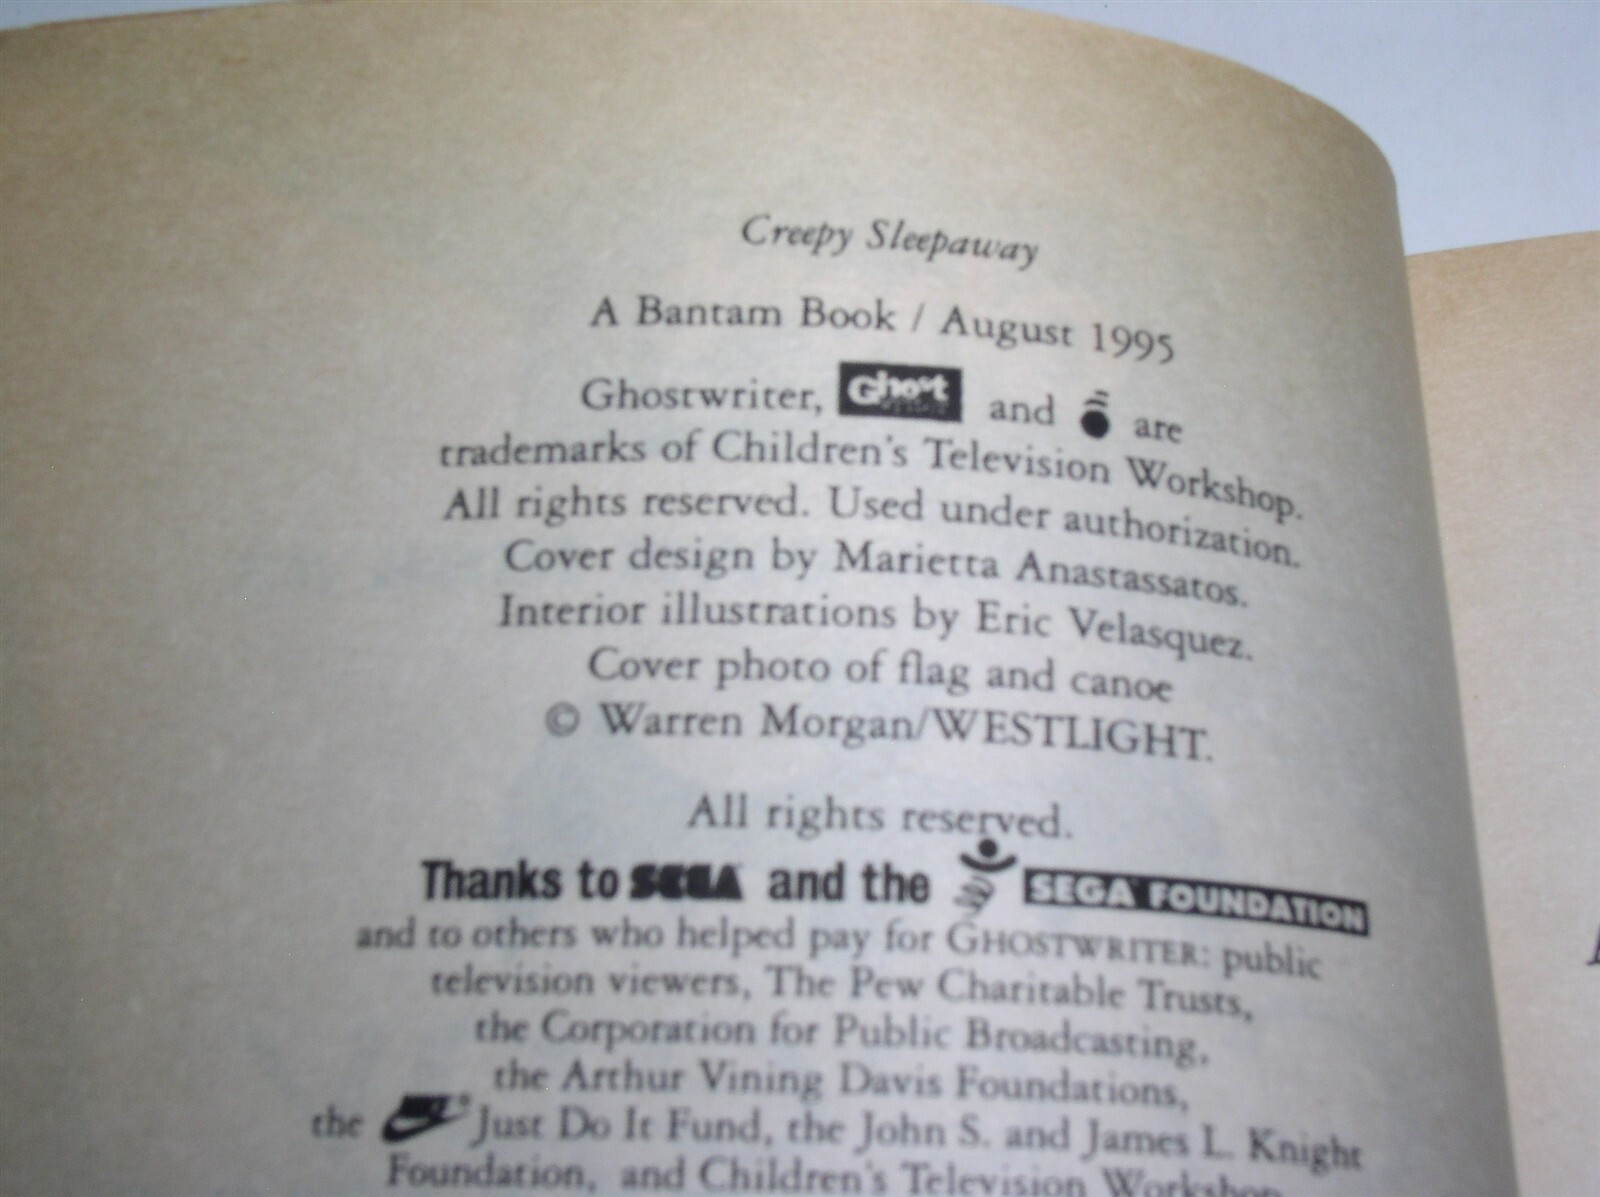 Creepy Sleepaway
A Bantam Book / August 1995
Ghostwriter, Ghost and are
trademarks of Children's Television Workshop.
All rights reserved. Used under authorization.
Cover design by Marietta Anastassatos.
Interior illustrations by Eric Velasquez.
Cover photo of flag and canoe
© Warren Morgan/WESTLIGHT.
All rights reserved.
Thanks to SEGA and the SEGA FOUNDATION
and to others who helped pay for GHOSTWRITER: public
television viewers, The Pew Charitable Trusts,
the Corporation for Public Broadcasting,
the Arthur Vining Davis Foundations,
the Just Do It Fund, the John S. and James L. Knight
Foundation, and Children's Television Workshop